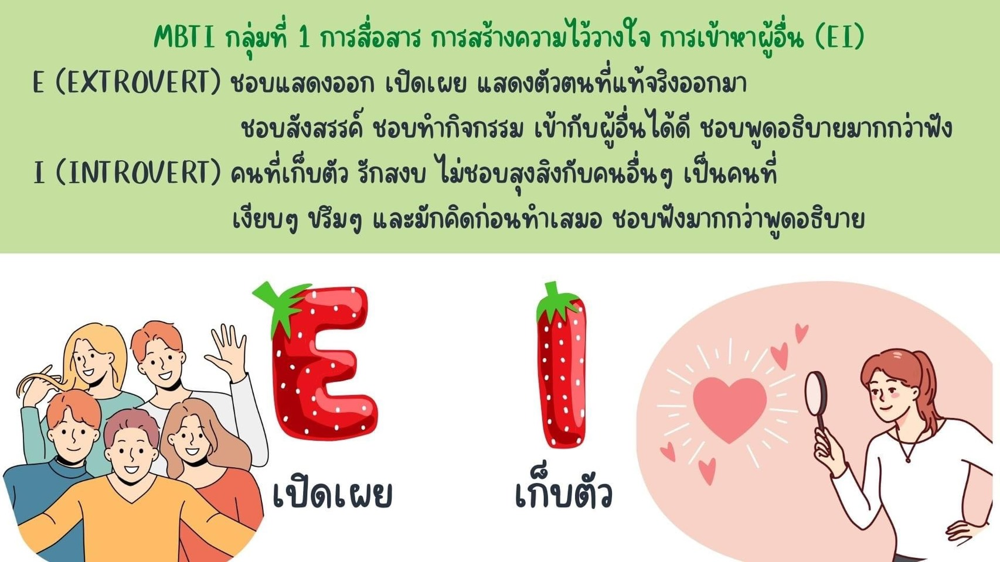 MBTI กลุ่มที่ 1 การสื่อสาร การสร้างความไว้วางใจ การเข้าหาผู้อื่น (EI)
E (EXTROVERT) ชอบแสดงออก เปิดเผย แสดงตัวตนที่แท้จริงออกมา
ชอบสังสรรค์ ชอบทำกิจกรรม เข้ากับผู้อื่นได้ดี ชอบพูดอธิบายมากกว่าฟัง
I (INTROVERT) คนที่เก็บตัว รักสงบ ไม่ชอบสุงสิงกับคนอื่นๆ เป็นคนที่
เงียบๆ ขรึมๆ และมักคิดก่อนทำเสมอ ชอบฟังมากกว่าพูดอธิบาย
E I
เปิดเผย เก็บตัว